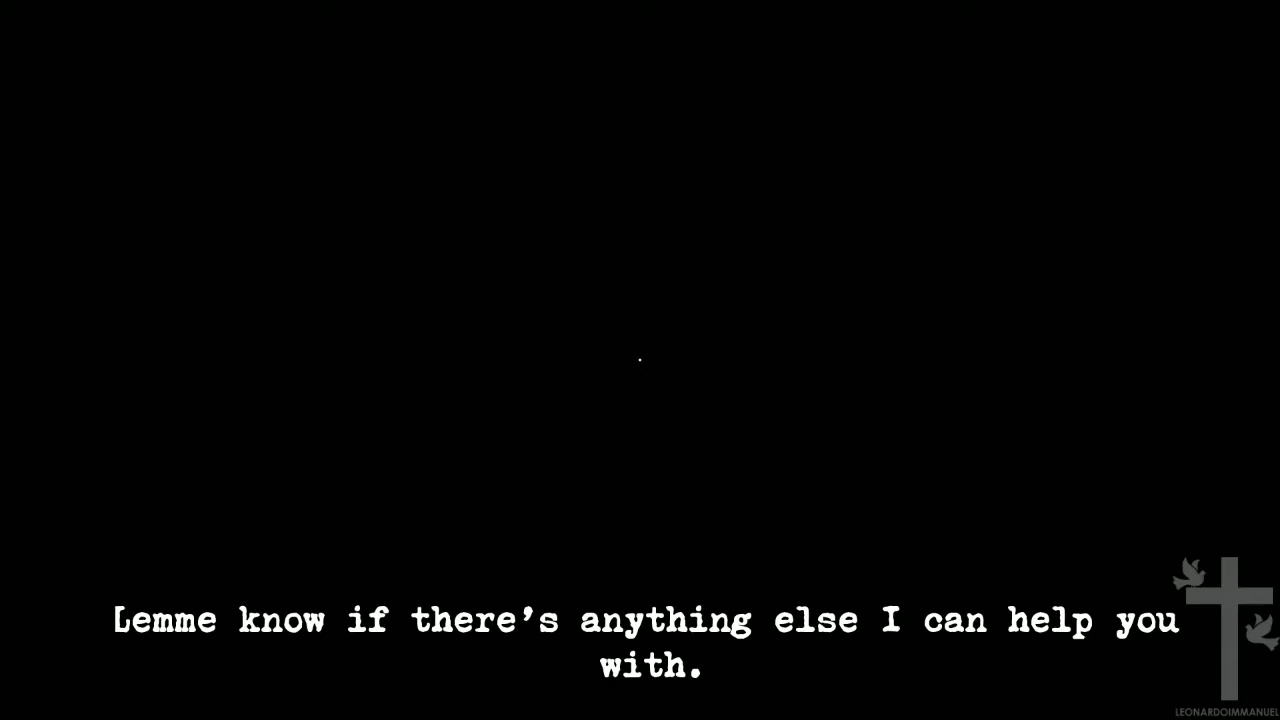 Lemme know if there's anything else I can help you
with.
LEONARDOIMMANUEL